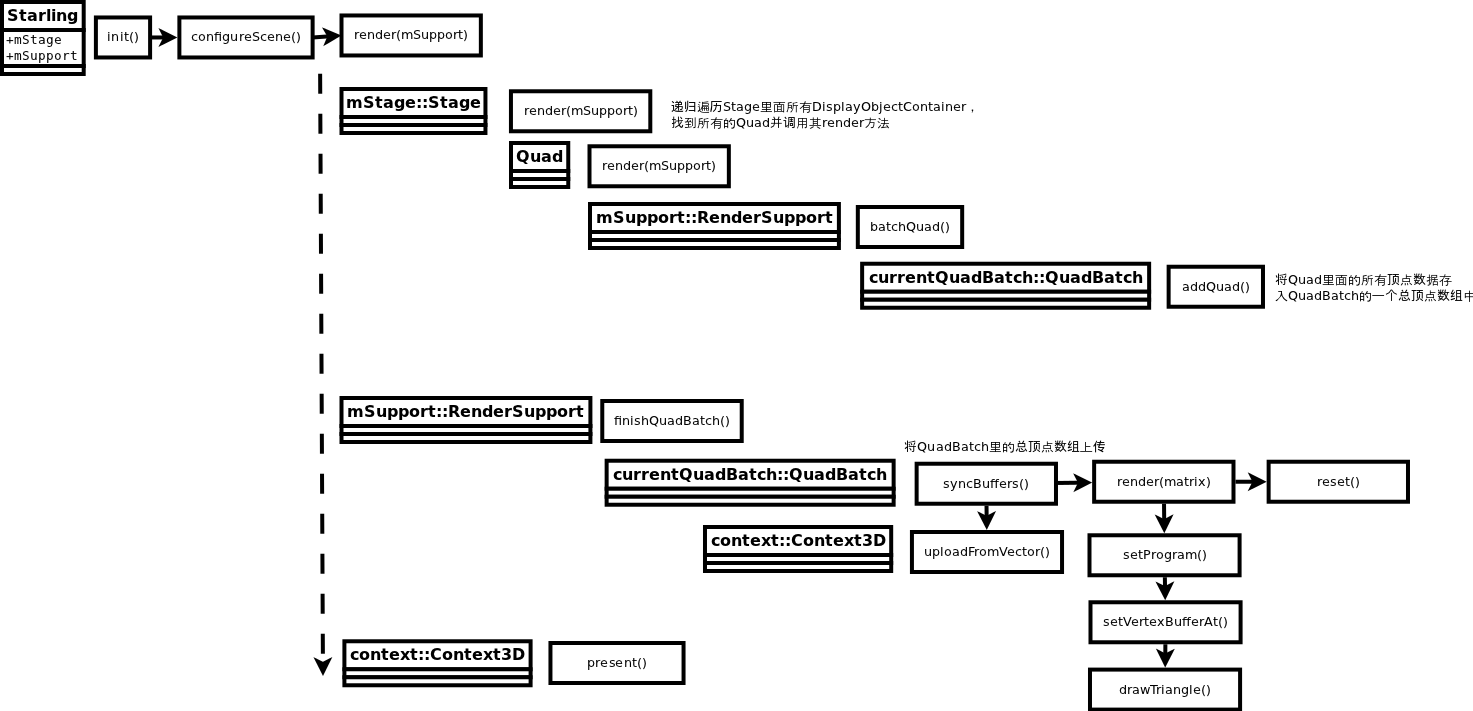 Starling
+mStage
+mSupport
init()
configureScene()
render(mSupport)
mStage::Stage
render(mSupport)
递归遍历Stage里面所有DisplayObjectContainer，
找到所有的Quad并调用其render方法
Quad
render(mSupport)
mSupport::RenderSupport
batchQuad()
currentQuadBatch::QuadBatch
addQuad()
将Quad里面的所有顶点数据存
入QuadBatch的一个总顶点数组中
mSupport::RenderSupport
finishQuadBatch()
将QuadBatch里的总顶点数组上传
currentQuadBatch::QuadBatch
syncBuffers()
render(matrix)
reset()
context::Context3D
uploadFromVector()
setProgram()
setVertexBufferAt()
context::Context3D
present()
drawTriangle()